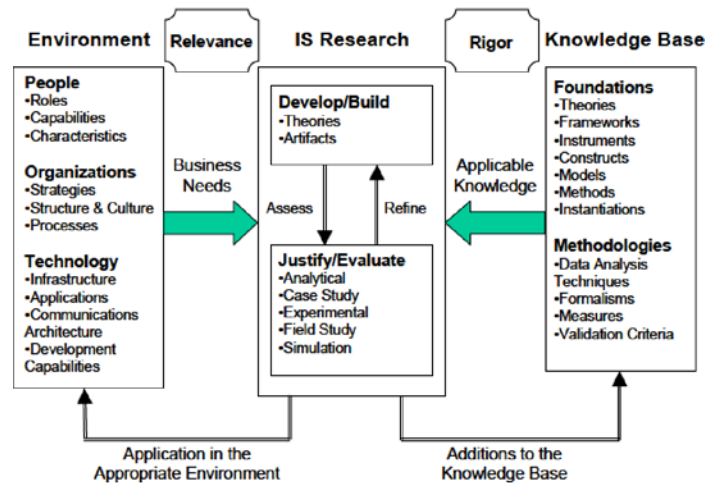 Environment
Relevance
IS Research
Rigor
Knowledge Base
People
•Roles
•Capabilities
•Characteristics
Organizations
•Strategies
•Structure & Culture
•Processes
Technology
•Infrastructure
•Applications
•Communications
Architecture
•Development
Capabilities
Business
Needs
Develop/Build
•Theories
•Artifacts
Assess
Refine
Justify/Evaluate
•Analytical
•Case Study
•Experimental
•Field Study
•Simulation
Applicable
Knowledge
Foundations
•Theories
•Frameworks
•Instruments
•Constructs
•Models
•Methods
•Instantiations
Methodologies
•Data Analysis
Techniques
•Formalisms
•Measures
•Validation Criteria
Application in the
Appropriate Environment
Additions to the
Knowledge Base